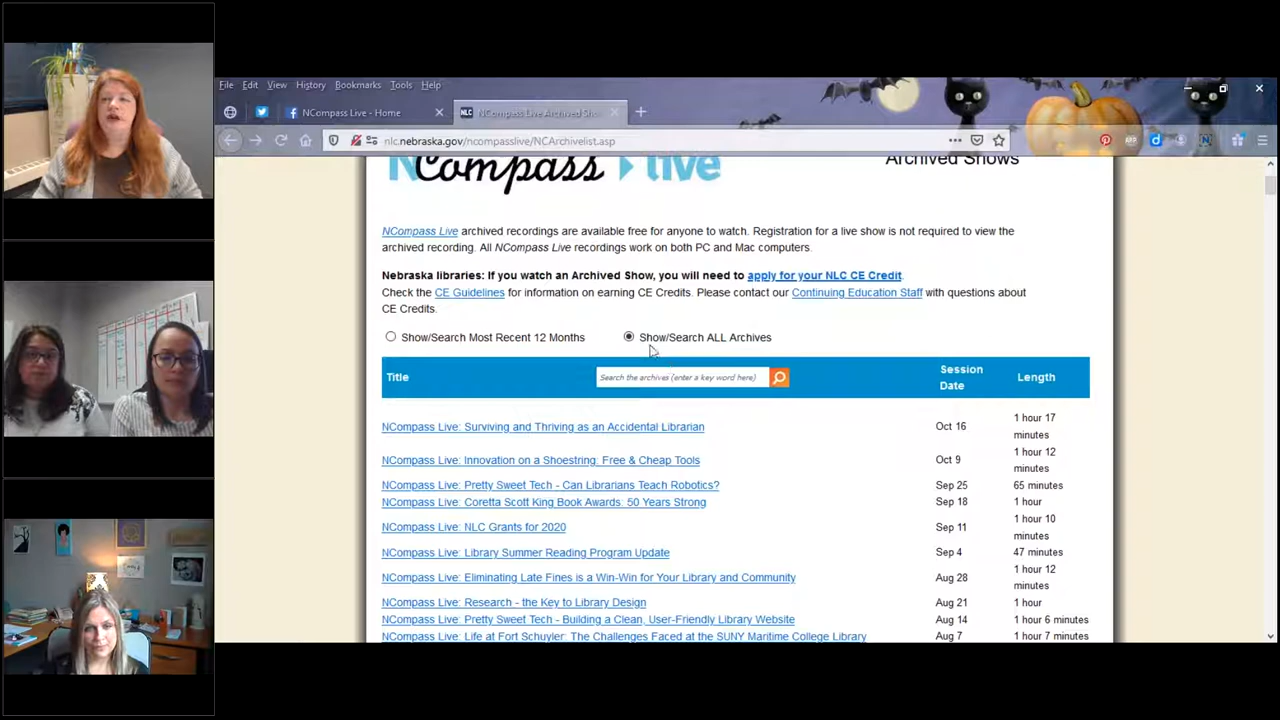 File Edit View History Bookmarks Tools Help
NCompass Live - Home
NLC NCompass Live Archived Sho
nlc.nebraska.gov/ncompasslive/NCArchivelist.asp
NCompass live
Archived Shows
NCompass Live archived recordings are available free for anyone to watch. Registration for a live show is not required to view the
archived recording. All NCompass Live recordings work on both PC and Mac computers.
Nebraska libraries: If you watch an Archived Show, you will need to apply for your NLC CE Credit.
Check the CE Guidelines for information on earning CE Credits. Please contact our Continuing Education Staff with questions about
CE Credits.
Show/Search Most Recent 12 Months Show/Search ALL Archives
Title Search the archives (enter a key word here) Session Date Length
NCompass Live: Surviving and Thriving as an Accidental Librarian Oct 16 1 hour 17 minutes
NCompass Live: Innovation on a Shoestring: Free & Cheap Tools Oct 9 1 hour 12 minutes
NCompass Live: Pretty Sweet Tech - Can Librarians Teach Robotics? Sep 25 65 minutes
NCompass Live: Coretta Scott King Book Awards: 50 Years Strong Sep 18 1 hour
NCompass Live: NLC Grants for 2020 Sep 11 1 hour 10 minutes
NCompass Live: Library Summer Reading Program Update Sep 4 47 minutes
NCompass Live: Eliminating Late Fines is a Win-Win for Your Library and Community Aug 28 1 hour 12 minutes
NCompass Live: Research - the Key to Library Design Aug 21 1 hour
NCompass Live: Pretty Sweet Tech - Building a Clean, User-Friendly Library Website Aug 14 1 hour 6 minutes
NCompass Live: Life at Fort Schuyler: The Challenges Faced at the SUNY Maritime College Library Aug 7 1 hour 7 minutes